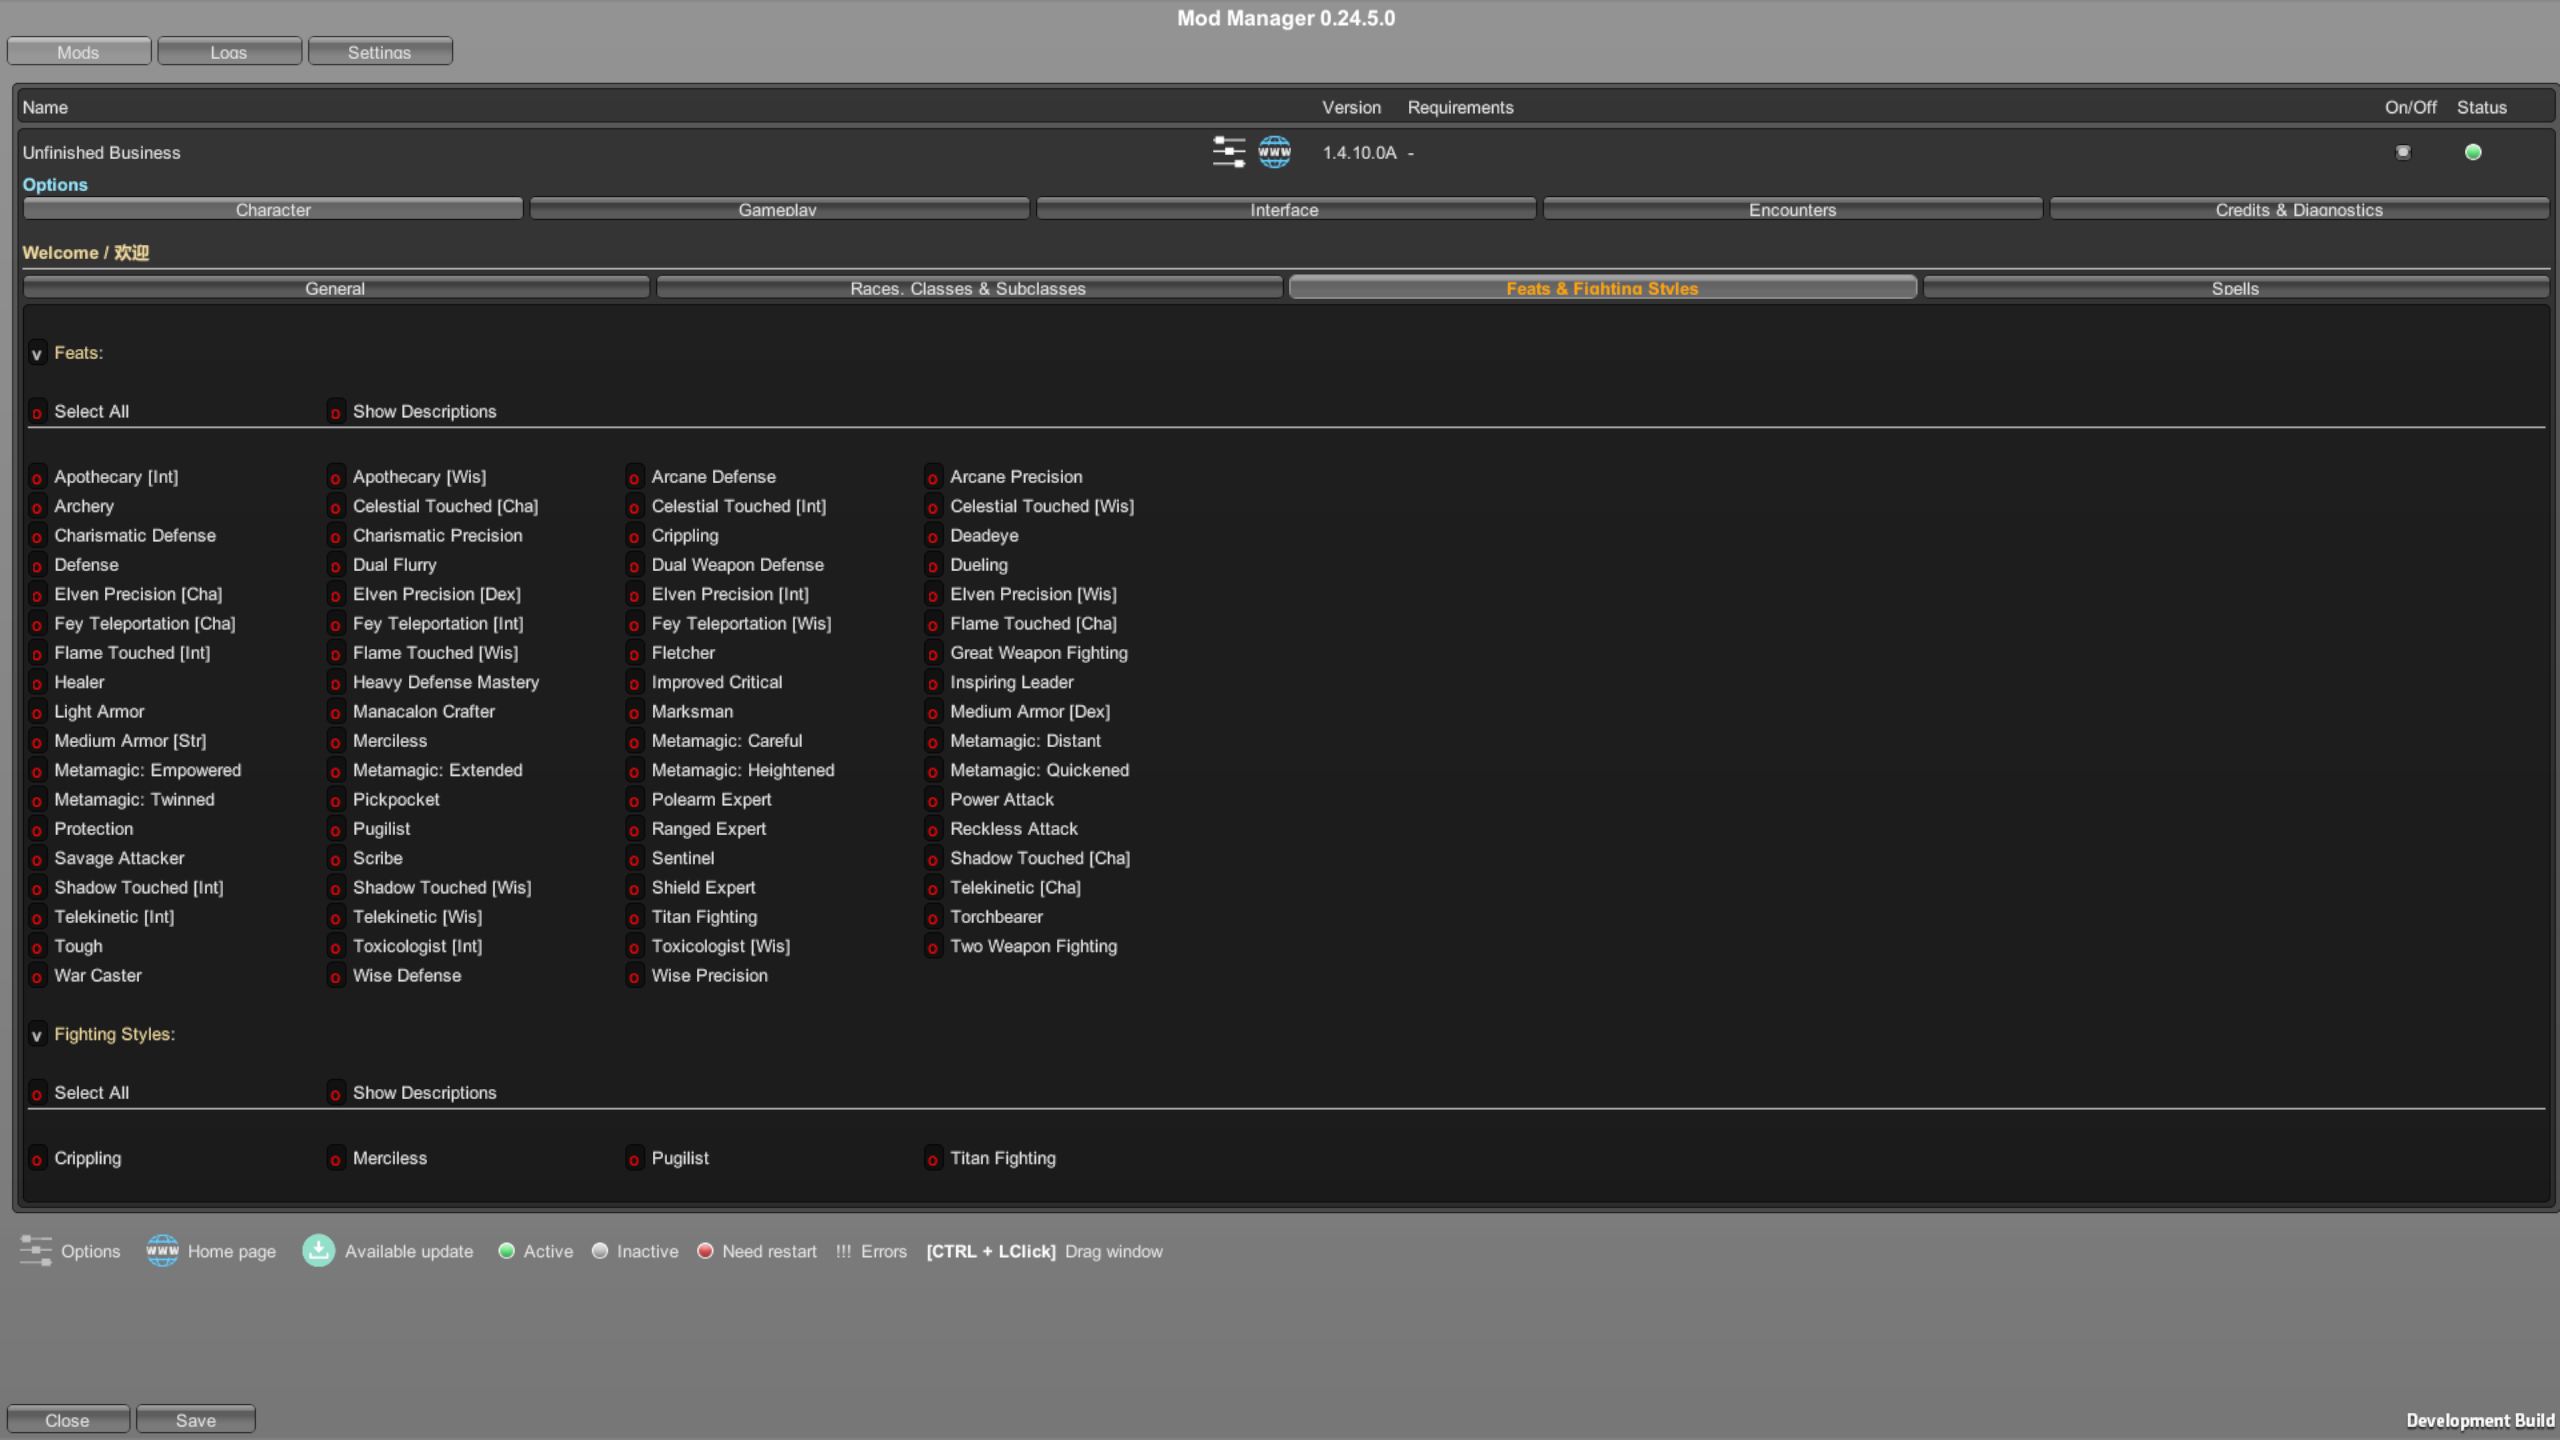 Mod Manager 0.24.5.0
Mods Logs Settings
Name Version Requirements On/Off Status
Unfinished Business www 1.4.10.0A -
Options
Character Gameplay Interface Encounters Credits & Diagnostics
Welcome / 欢迎
General Races, Classes & Subclasses Feats & Fighting Styles Spells
v Feats:
o Select All o Show Descriptions
o Apothecary [Int] o Apothecary [Wis] o Arcane Defense o Arcane Precision
o Archery o Celestial Touched [Cha] o Celestial Touched [Int] o Celestial Touched [Wis]
o Charismatic Defense o Charismatic Precision o Crippling o Deadeye
o Defense o Dual Flurry o Dual Weapon Defense o Dueling
o Elven Precision [Cha] o Elven Precision [Dex] o Elven Precision [Int] o Elven Precision [Wis]
o Fey Teleportation [Cha] o Fey Teleportation [Int] o Fey Teleportation [Wis] o Flame Touched [Cha]
o Flame Touched [Int] o Flame Touched [Wis] o Fletcher o Great Weapon Fighting
o Healer o Heavy Defense Mastery o Improved Critical o Inspiring Leader
o Light Armor o Manacalon Crafter o Marksman o Medium Armor [Dex]
o Medium Armor [Str] o Merciless o Metamagic: Careful o Metamagic: Distant
o Metamagic: Empowered o Metamagic: Extended o Metamagic: Heightened o Metamagic: Quickened
o Metamagic: Twinned o Pickpocket o Polearm Expert o Power Attack
o Protection o Pugilist o Ranged Expert o Reckless Attack
o Savage Attacker o Scribe o Sentinel o Shadow Touched [Cha]
o Shadow Touched [Int] o Shadow Touched [Wis] o Shield Expert o Telekinetic [Cha]
o Telekinetic [Int] o Telekinetic [Wis] o Titan Fighting o Torchbearer
o Tough o Toxicologist [Int] o Toxicologist [Wis] o Two Weapon Fighting
o War Caster o Wise Defense o Wise Precision
v Fighting Styles:
o Select All o Show Descriptions
o Crippling o Merciless o Pugilist o Titan Fighting
Options www Home page Available update Active Inactive Need restart !!! Errors [CTRL + LClick] Drag window
Close Save Development Build